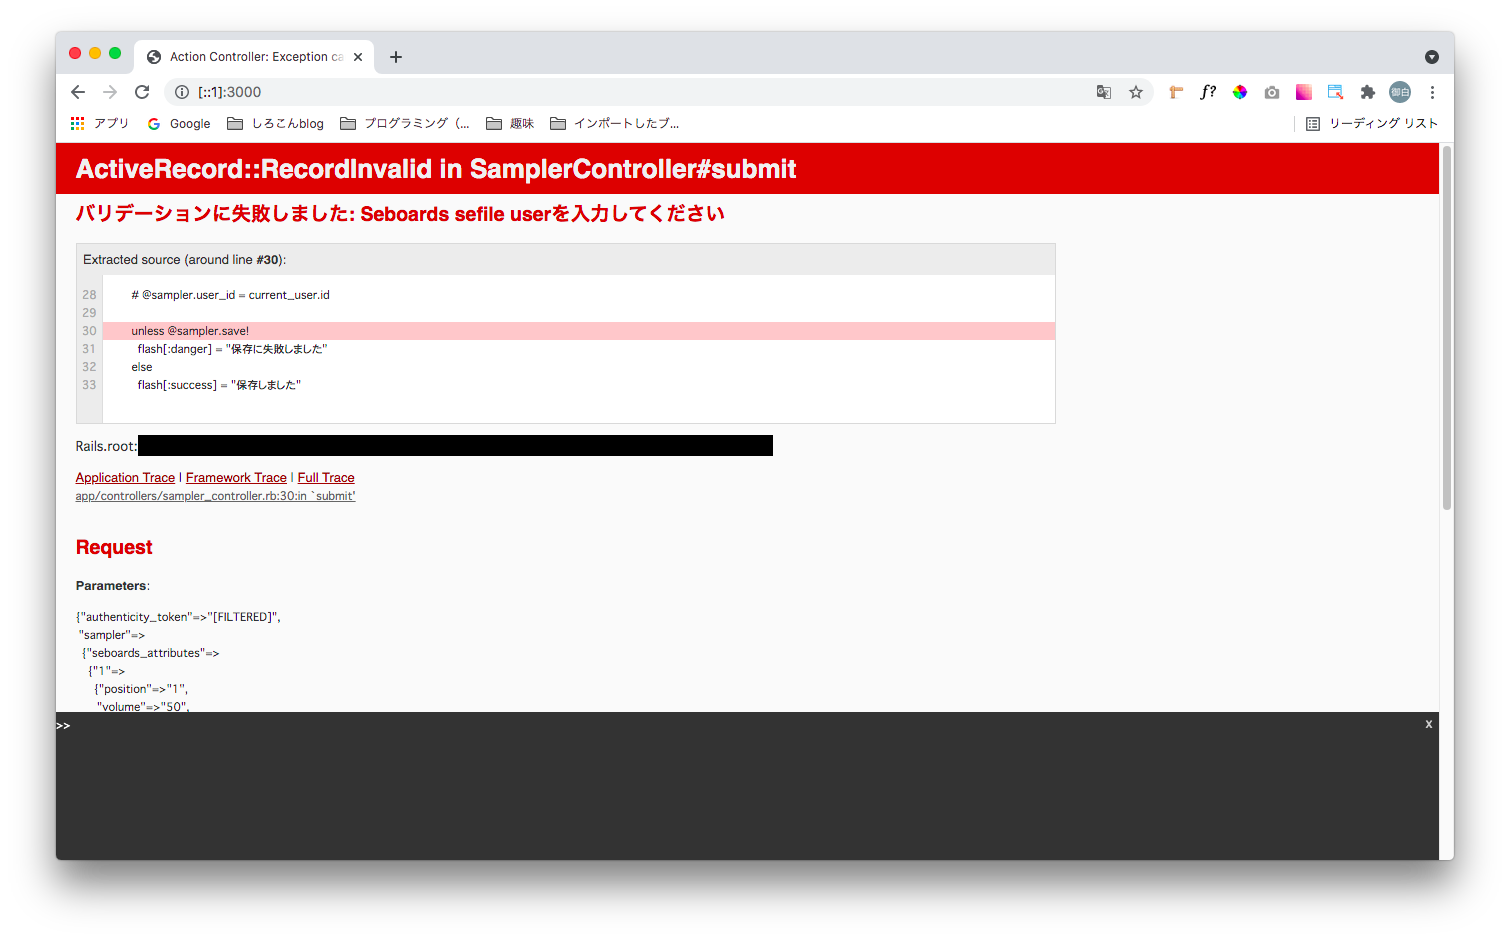 Action Controller: Exception ca
[::1]:3000
f?
御白
アプリ Google しろこんblog プログラミング（... 趣味 インポートしたブ... リーディング リスト
ActiveRecord::RecordInvalid in SamplerController#submit
バリデーションに失敗しました: Seboards sefile userを入力してください
Extracted source (around line #30):
28 # @sampler.user_id = current_user.id
29
30 unless @sampler.save!
31 flash[:danger] = "保存に失敗しました"
32 else
33 flash[:success] = "保存しました"
Rails.root:
Application Trace | Framework Trace | Full Trace
app/controllers/sampler_controller.rb:30:in `submit'
Request
Parameters:
{"authenticity_token"=>"[FILTERED]",
"sampler"=>
{"seboards_attributes"=>
{"1"=>
{"position"=>"1",
"volume"=>"50",
>>
x